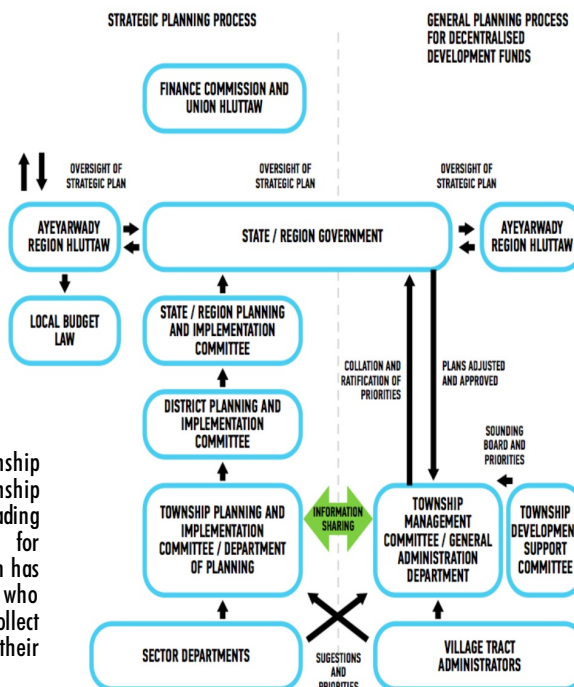 STRATEGIC PLANNING PROCESS
GENERAL PLANNING PROCESS
FOR DECENTRALISED
DEVELOPMENT FUNDS
FINANCE COMMISSION AND
UNION HLUTTAW
OVERSIGHT OF
STRATEGIC PLAN
OVERSIGHT OF
STRATEGIC PLAN
OVERSIGHT OF
STRATEGIC PLAN
AYEYARWADY
REGION HLUTTAW
STATE / REGION GOVERNMENT
AYEYARWADY
REGION HLUTTAW
LOCAL BUDGET
LAW
STATE / REGION PLANNING
AND IMPLEMENTATION
COMMITTEE
COLLATION AND
RATIFICATION OF
PRIORITIES
PLANS ADJUSTED
AND APPROVED
DISTRICT PLANNING AND
IMPLEMENTATION
COMMITTEE
SOUNDING
BOARD AND
PRIORITIES
nship
nship
ding
for
n has
who
ollect
their
TOWNSHIP PLANNING AND
IMPLEMENTATION
COMMITTEE / DEPARTMENT
OF PLANNING
INFORMATION
SHARING
TOWNSHIP
MANAGEMENT
COMMITTEE / GENERAL
ADMINISTRATION
DEPARTMENT
TOWNSHIP
DEVELOPMENT
SUPPORT
COMMITTEE
SECTOR DEPARTMENTS
SUGESTIONS
AND
PRIORITIES
VILLAGE TRACT
ADMINISTRATORS